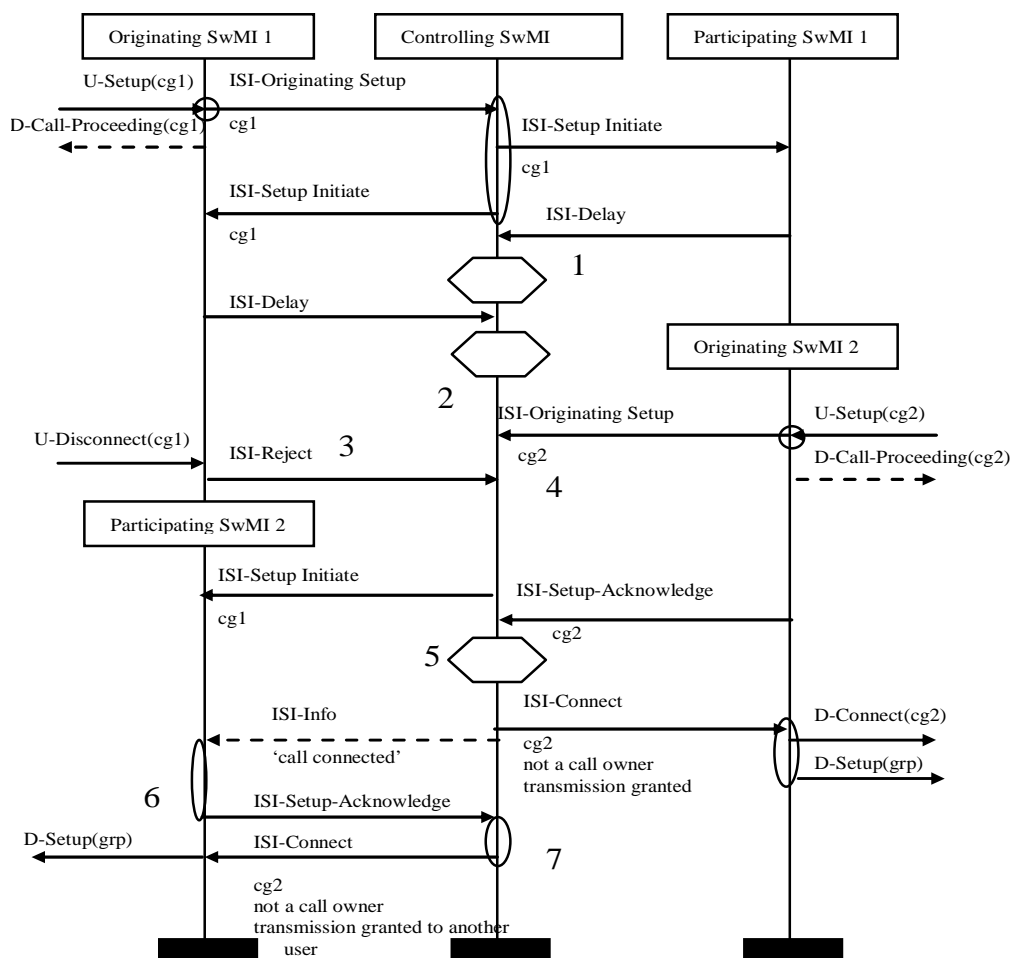 Originating SwMI 1
Controlling SwMI
Participating SwMI 1
U-Setup(cg1)
ISI-Originating Setup
cg1
D-Call-Proceeding(cg1)
ISI-Setup Initiate
cg1
ISI-Setup Initiate
cg1
ISI-Delay
1
ISI-Delay
Originating SwMI 2
2
ISI-Originating Setup
U-Setup(cg2)
cg2
U-Disconnect(cg1)
ISI-Reject
3
D-Call-Proceeding(cg2)
4
Participating SwMI 2
ISI-Setup Initiate
cg1
ISI-Setup-Acknowledge
cg2
5
ISI-Connect
ISI-Info
D-Connect(cg2)
'call connected'
cg2
not a call owner
transmission granted
D-Setup(grp)
6
ISI-Setup-Acknowledge
D-Setup(grp)
ISI-Connect
7
cg2
not a call owner
transmission granted to another
user